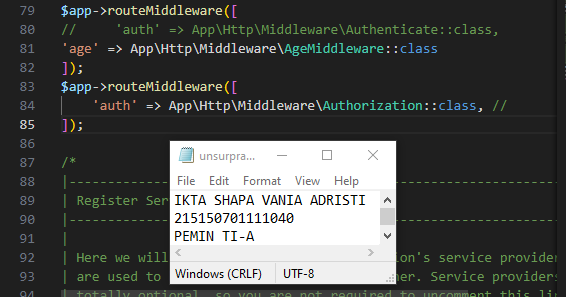 79 $app->routeMiddleware([
80 // 'auth' => App\Http\Middleware\Authenticate::class,
81 'age' => App\Http\Middleware\AgeMiddleware::class
82 ]);
83 $app->routeMiddleware([
84 'auth' => App\Http\Middleware\Authorization::class, //
85 ]);
86
87 /*
88 |--------------------------------------------------------------------------
89 | Register Ser
90 |--------------------------------------------------------------------------
91 |
92 | Here we will ion's service provider
93 | are used to ner. Service providers
94 | totally optional, so you are not required to uncomment this li
unsurpra...
File Edit Format View Help
IKTA SHAPA VANIA ADRISTI
215150701111040
PEMIN TI-A
Windows (CRLF) UTF-8